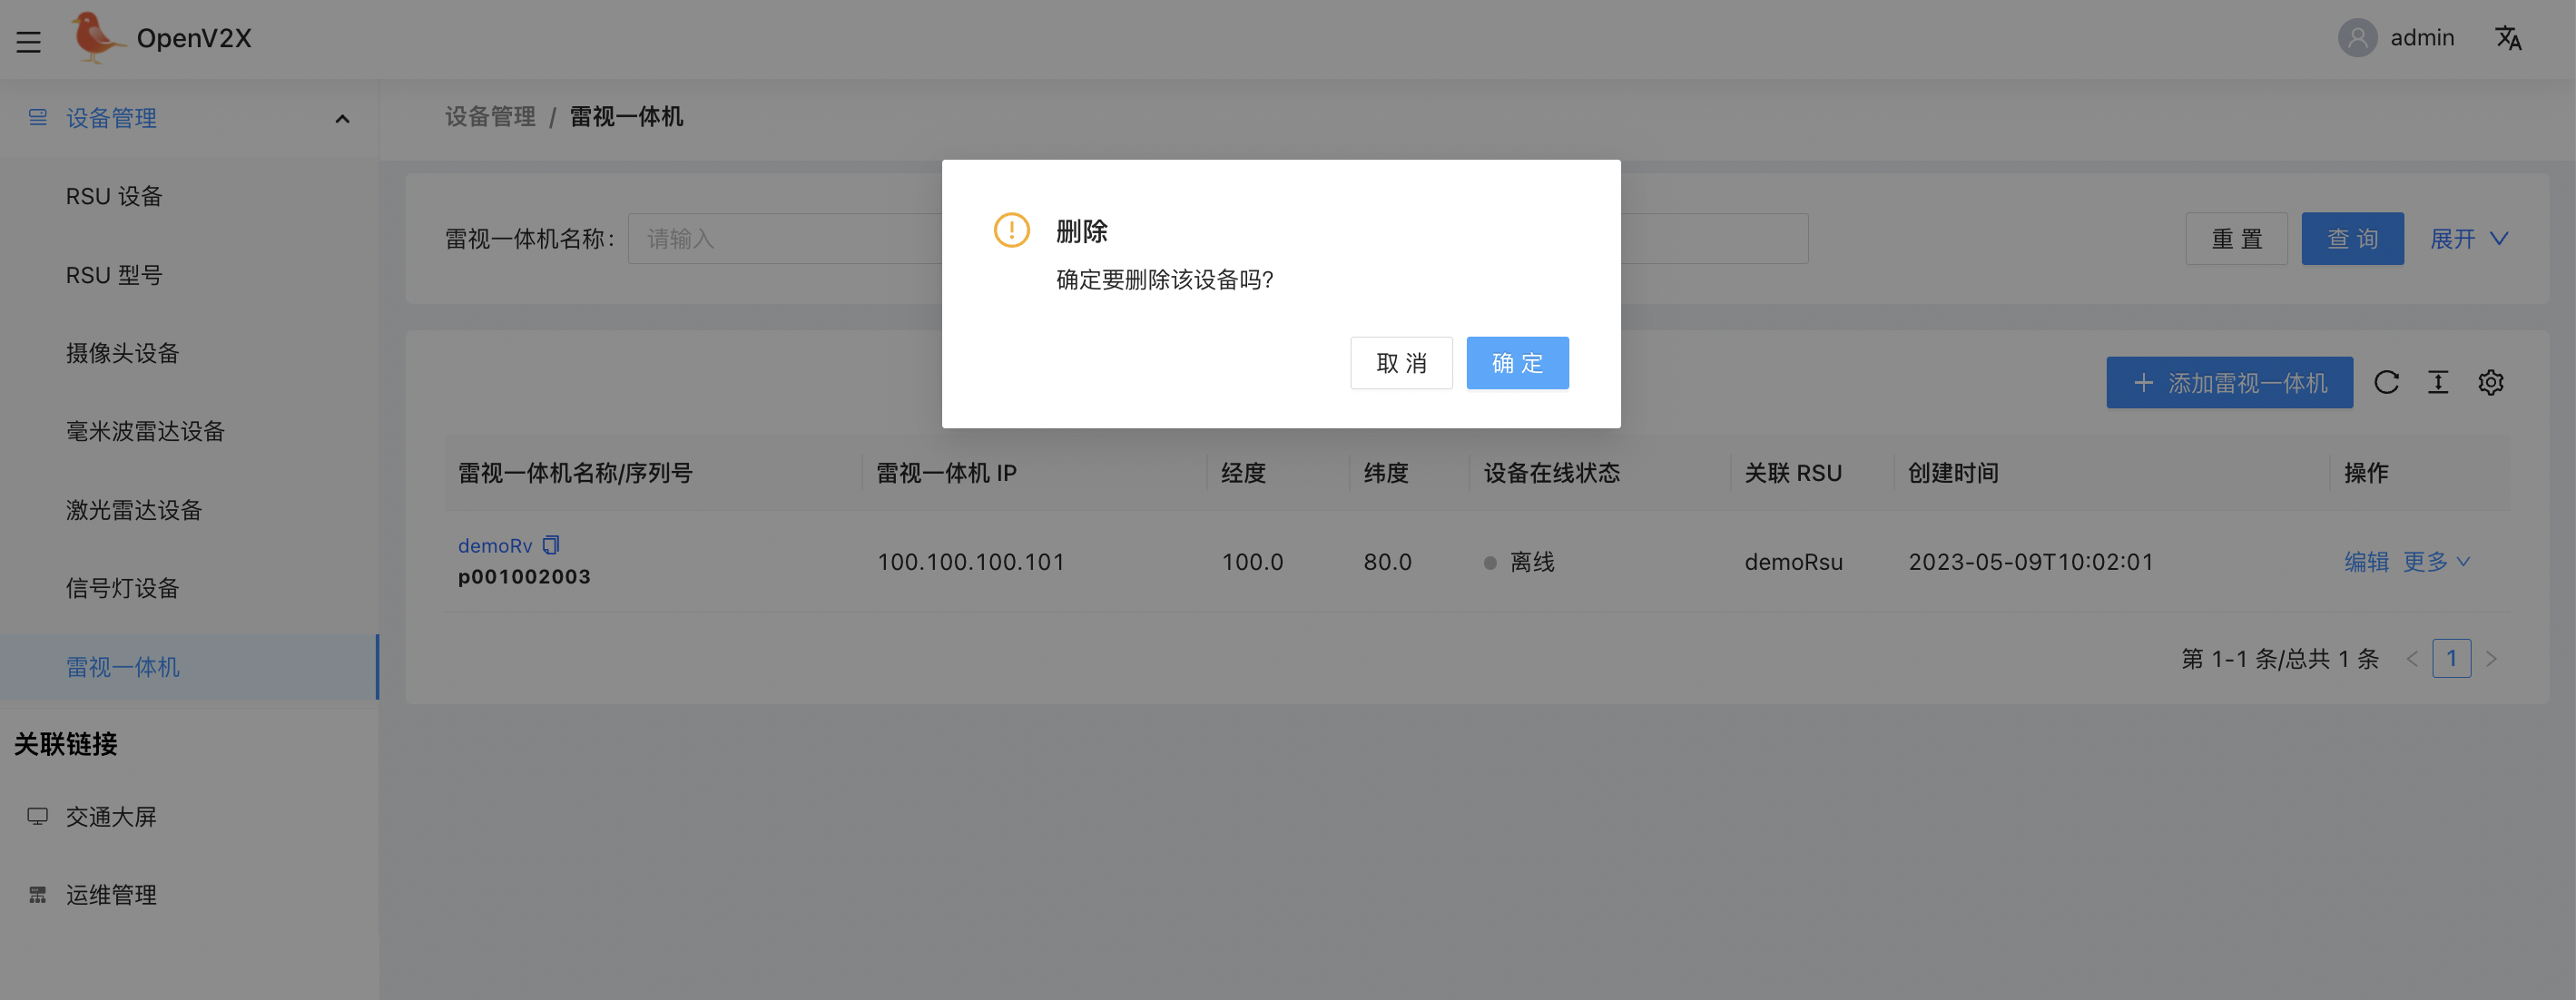 OpenV2X
admin
设备管理
RSU 设备
RSU 型号
摄像头设备
毫米波雷达设备
激光雷达设备
信号灯设备
雷视一体机
关联链接
交通大屏
运维管理
设备管理 / 雷视一体机
雷视一体机名称: 请输入
重 置 查 询 展开
删除
确定要删除该设备吗?
取 消 确 定
添加雷视一体机
雷视一体机名称/序列号 雷视一体机 IP 经度 纬度 设备在线状态 关联 RSU 创建时间 操作
demoRv
p001002003
100.100.100.101 100.0 80.0 离线 demoRsu 2023-05-09T10:02:01 编辑 更多
第 1-1 条/总共 1 条 < 1 >